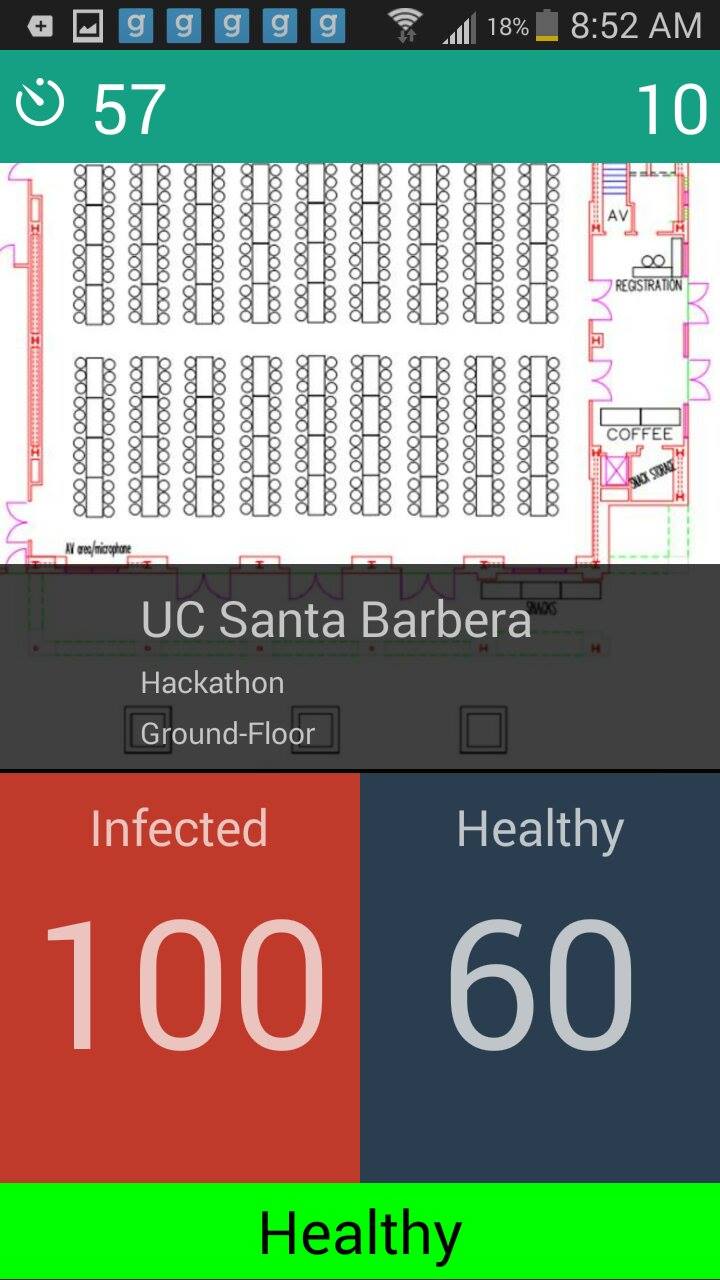 g g g g g 18% 8:52 AM
57 10
AV
REGISTRATION
COFFEE
SNACK STORAGE
AV area/microphone
SNACKS
UC Santa Barbera
Hackathon
Ground-Floor
Infected Healthy
100 60
Healthy